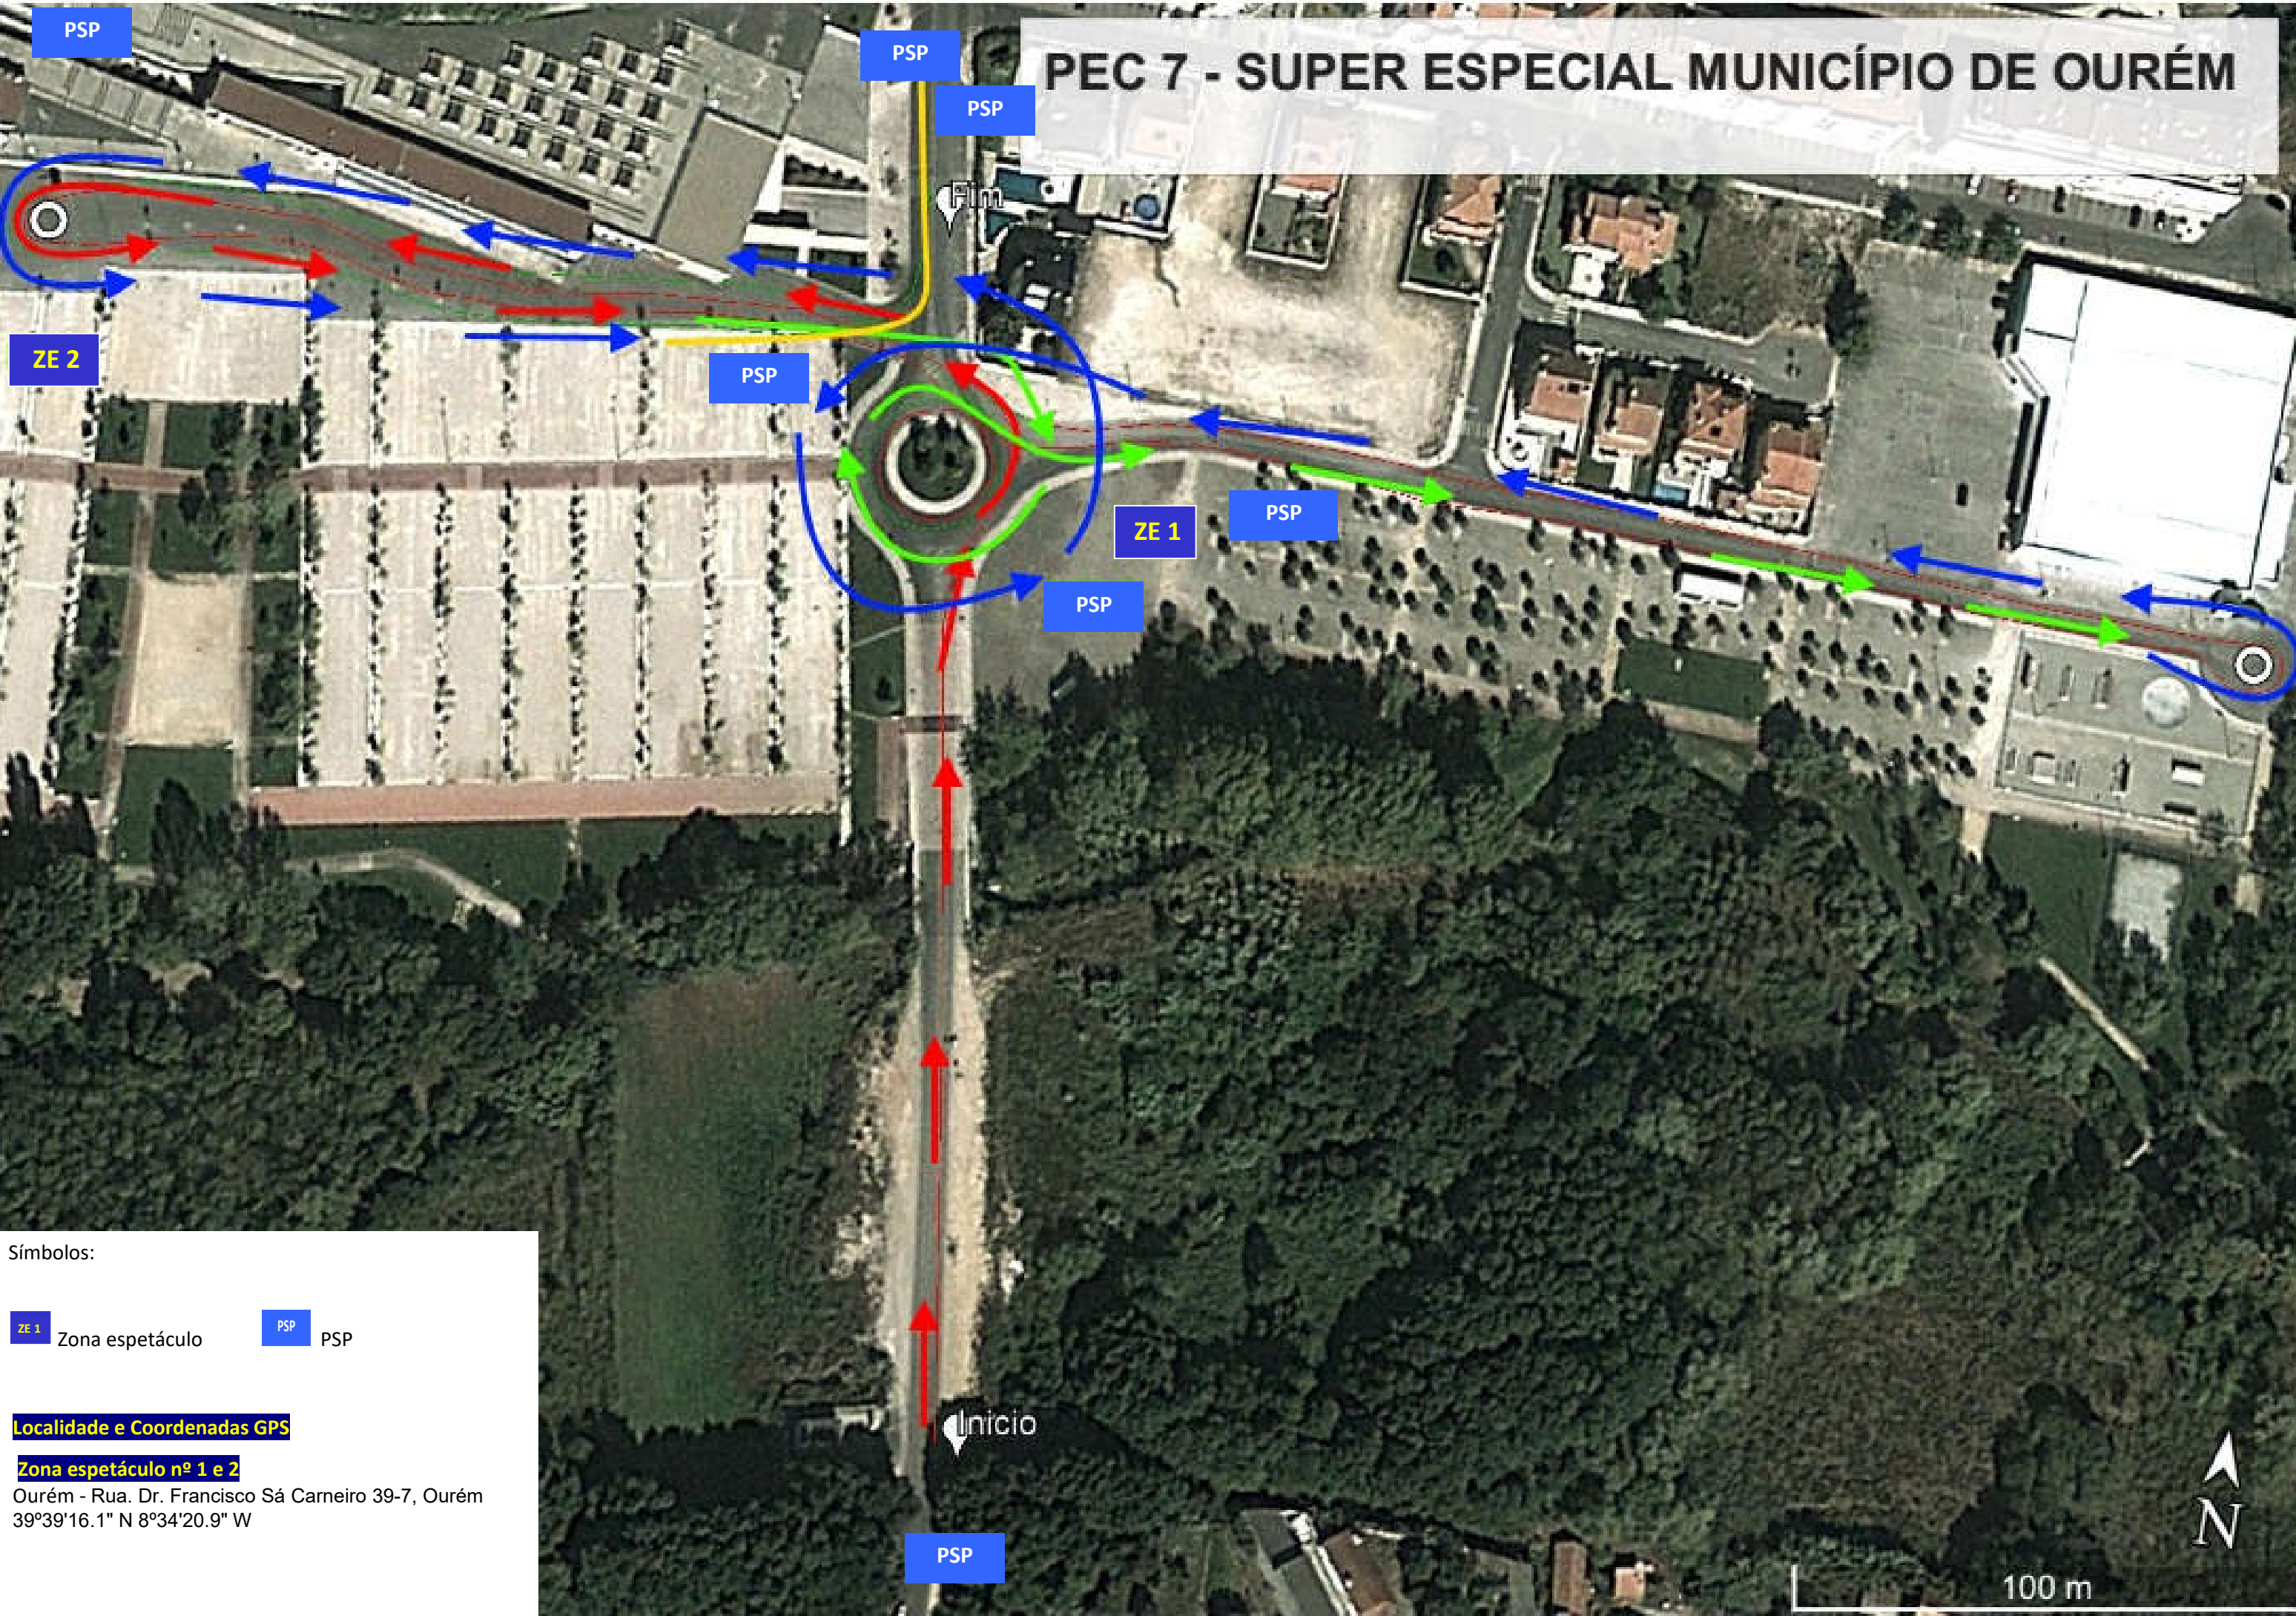 PSP
PSP
PEC 7 - SUPER ESPECIAL MUNICÍPIO DE OURÉM
PSP
Fim
ZE 2
PSP
PSP
ZE 1
PSP
Símbolos:
ZE 1 Zona espetáculo PSP PSP
Localidade e Coordenadas GPS
Inicio
Zona espetáculo nº 1 e 2
Ourém - Rua. Dr. Francisco Sá Carneiro 39-7, Ourém
39º39'16.1" N 8º34'20.9" W
N
PSP
100 m